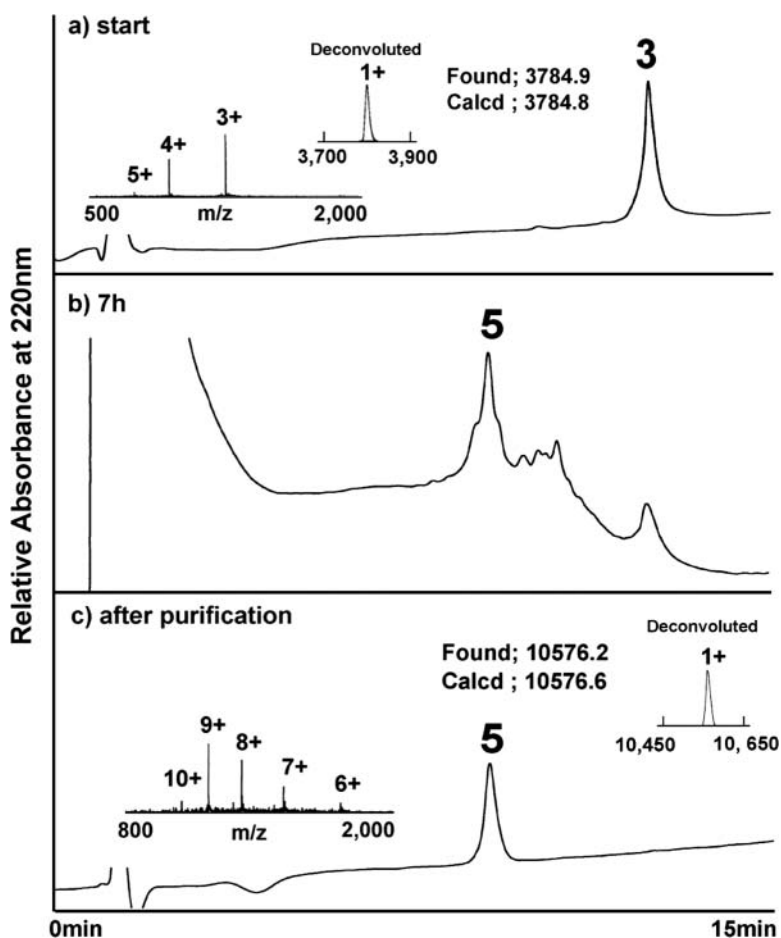 Relative Absorbance at 220nm
a) start
Deconvoluted
1+
Found; 3784.9
Calcd ; 3784.8
3
3+
4+
5+
3,700 3,900
500 m/z 2,000
b) 7h
5
c) after purification
Found; 10576.2
Calcd ; 10576.6
Deconvoluted
1+
10,450 10, 650
5
9+
8+
10+ 7+ 6+
800 m/z 2,000
0min 15min